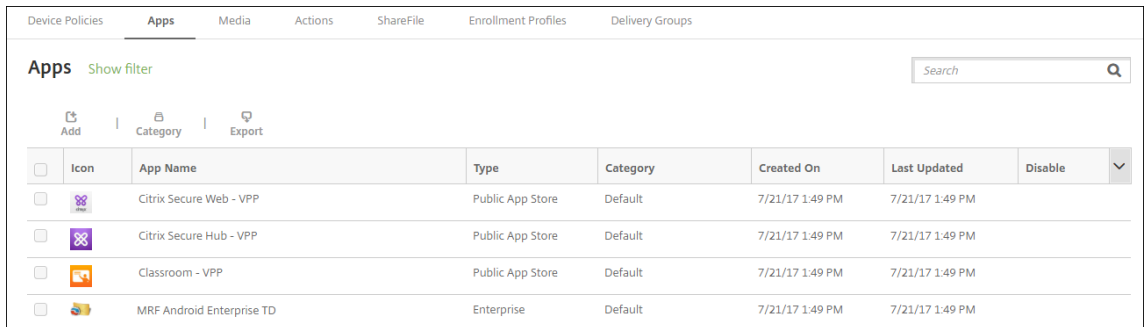 Device Policies Apps Media Actions ShareFile Enrollment Profiles Delivery Groups
Apps Show filter
Search
Add | Category | Export
Icon App Name Type Category Created On Last Updated Disable
Citrix Secure Web - VPP Public App Store Default 7/21/17 1:49 PM 7/21/17 1:49 PM
Citrix Secure Hub - VPP Public App Store Default 7/21/17 1:49 PM 7/21/17 1:49 PM
Classroom - VPP Public App Store Default 7/21/17 1:49 PM 7/21/17 1:49 PM
MRF Android Enterprise TD Enterprise Default 7/21/17 1:49 PM 7/21/17 1:49 PM